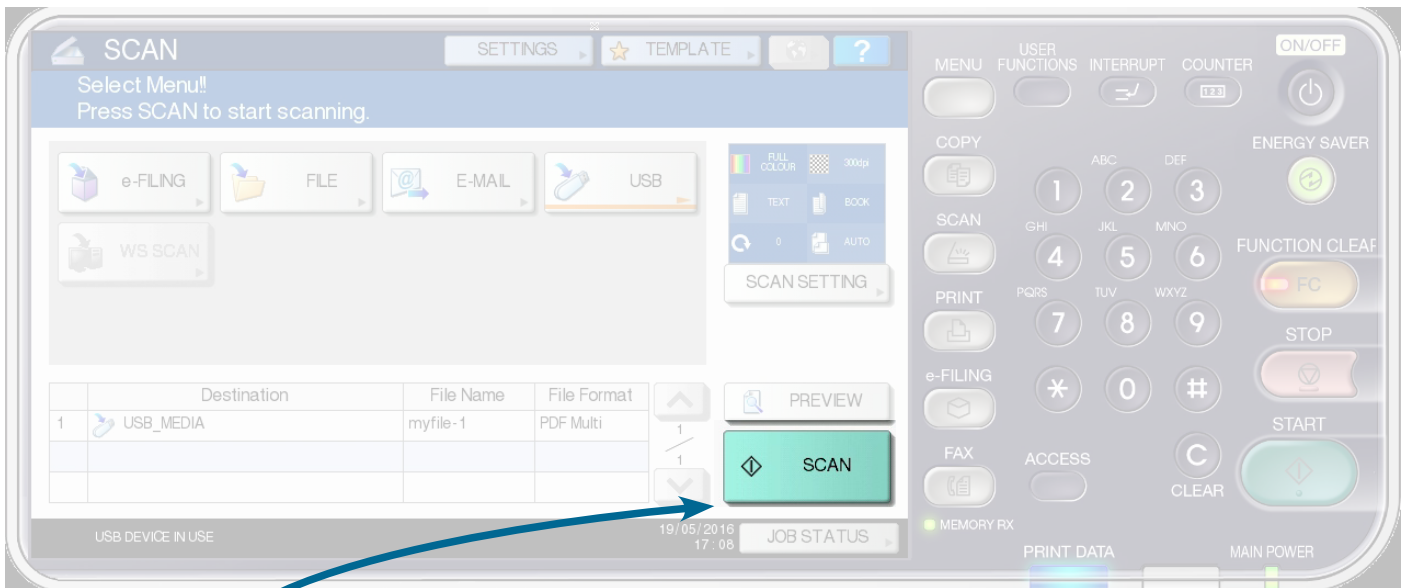 SCAN
SETTINGS
TEMPLATE
?
Select Menu!!
Press SCAN to start scanning.
e-FILING
FILE
E-MAIL
USB
WS SCAN
FULL COLOUR
300dpi
TEXT
BOOK
0
AUTO
SCAN SETTING
Destination File Name File Format
1 USB_MEDIA myfile-1 PDF Multi
1
1
PREVIEW
SCAN
USB DEVICE IN USE
19/05/2016
17:08
JOB STATUS
MENU
USER
FUNCTIONS
INTERRUPT
COUNTER
123
ON/OFF
COPY
ENERGY SAVER
SCAN
PRINT
e-FILING
FAX
MEMORY RX
ABC DEF
1 2 3
GHI JKL MNO
4 5 6
PQRS TUV WXYZ
7 8 9
* 0 #
ACCESS
C
CLEAR
FUNCTION CLEAR
FC
STOP
START
PRINT DATA
MAIN POWER